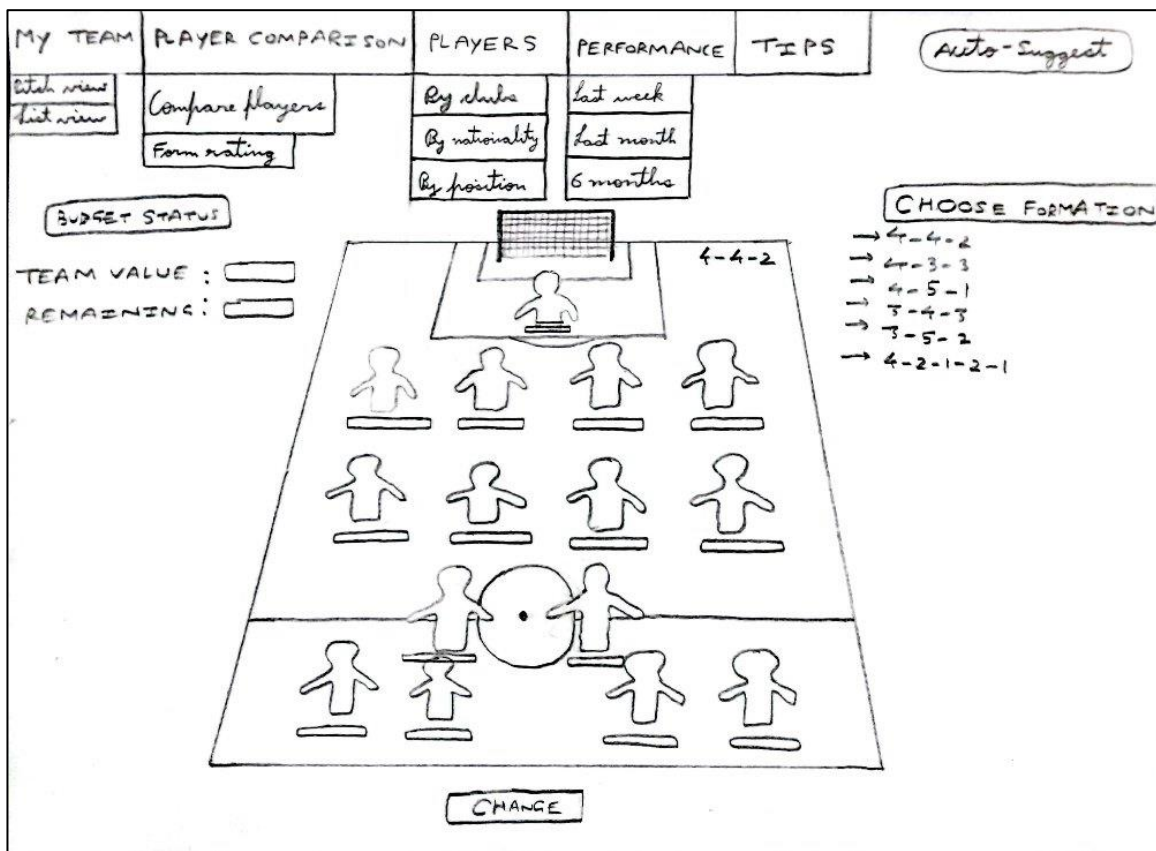 MY TEAM
PLAYER COMPARISON
PLAYERS
PERFORMANCE
TIPS
Auto-Suggest
Pitch view
List view
Compare players
Form rating
By clubs
By nationality
By position
Last week
Last month
6 months
BUDGET STATUS
TEAM VALUE :
REMAINING :
4-4-2
CHOOSE FORMATION
→ 4-4-2
→ 4-3-3
→ 4-5-1
→ 3-4-3
→ 3-5-2
→ 4-2-1-2-1
CHANGE